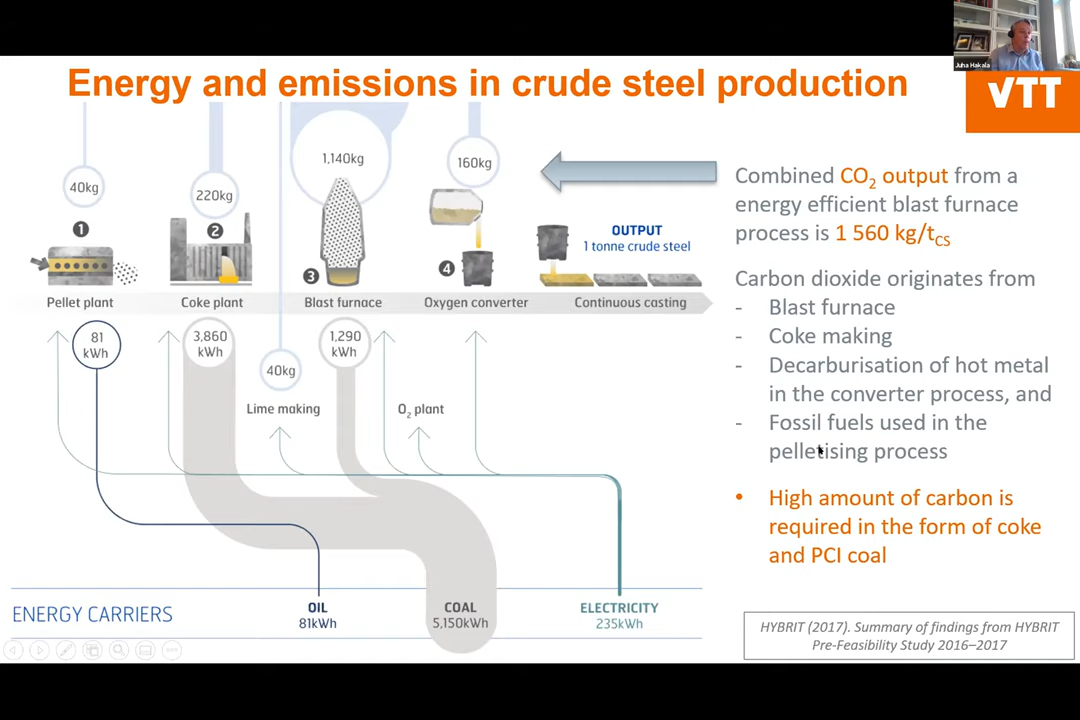 Juha Hakala
Energy and emissions in crude steel production
VTT
40kg
220kg
1,140kg
160kg
1
2
3
4
OUTPUT
1 tonne crude steel
Pellet plant
Coke plant
Blast furnace
Oxygen converter
Continuous casting
81
kWh
3,860
kWh
1,290
kWh
40kg
Lime making
O₂ plant
ENERGY CARRIERS
OIL
81kWh
COAL
5,150kWh
ELECTRICITY
235kWh
Combined CO₂ output from a
energy efficient blast furnace
process is 1 560 kg/tCS
Carbon dioxide originates from
- Blast furnace
- Coke making
- Decarburisation of hot metal
in the converter process, and
- Fossil fuels used in the
pelletising process
• High amount of carbon is
required in the form of coke
and PCI coal
HYBRIT (2017). Summary of findings from HYBRIT
Pre-Feasibility Study 2016–2017